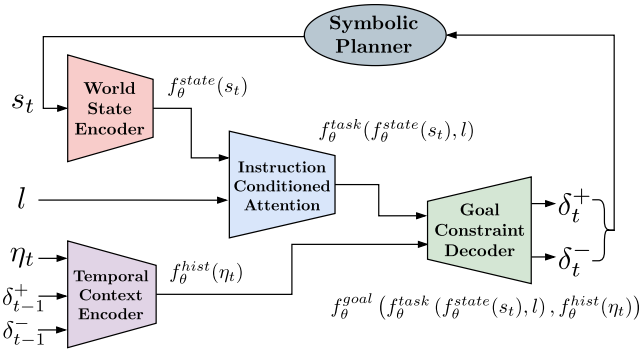 Symbolic
Planner
World
State
Encoder
s_t
f_θ^{state}(s_t)
f_θ^{task}(f_θ^{state}(s_t), l)
Instruction
Conditioned
Attention
l
Goal
Constraint
Decoder
δ_t^+
δ_t^-
η_t
δ_{t-1}^+
δ_{t-1}^-
Temporal
Context
Encoder
f_θ^{hist}(η_t)
f_θ^{goal} (f_θ^{task} (f_θ^{state}(s_t), l) , f_θ^{hist}(η_t))